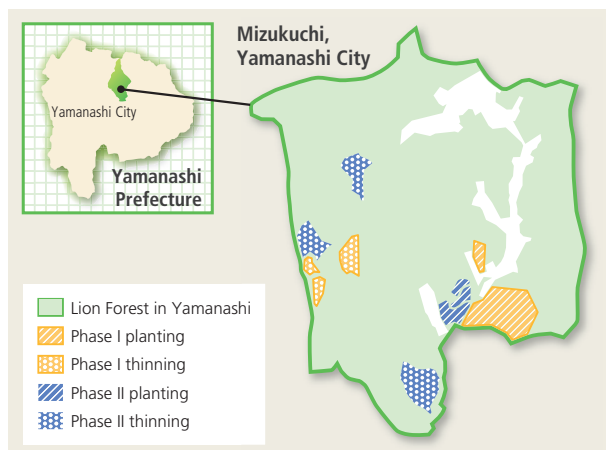 Mizukuchi,
Yamanashi City
Yamanashi City
Yamanashi
Prefecture
Lion Forest in Yamanashi
Phase I planting
Phase I thinning
Phase II planting
Phase II thinning